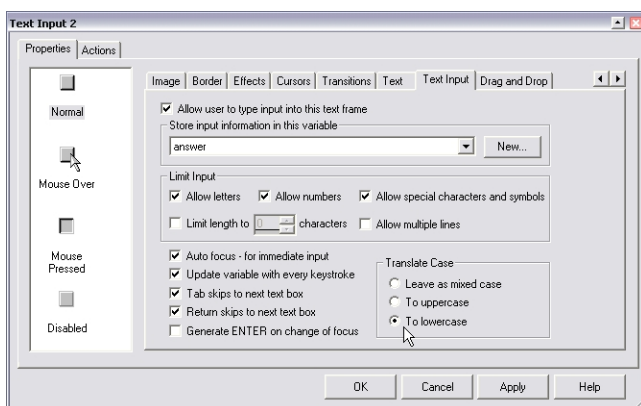 Text Input 2
Properties Actions
Image Border Effects Cursors Transitions Text Text Input Drag and Drop
Normal
Mouse Over
Mouse
Pressed
Disabled
Allow user to type input into this text frame
Store input information in this variable
answer New...
Limit Input
Allow letters Allow numbers Allow special characters and symbols
Limit length to 0 characters Allow multiple lines
Auto focus - for immediate input
Update variable with every keystroke
Tab skips to next text box
Return skips to next text box
Generate ENTER on change of focus
Translate Case
Leave as mixed case
To uppercase
To lowercase
OK Cancel Apply Help